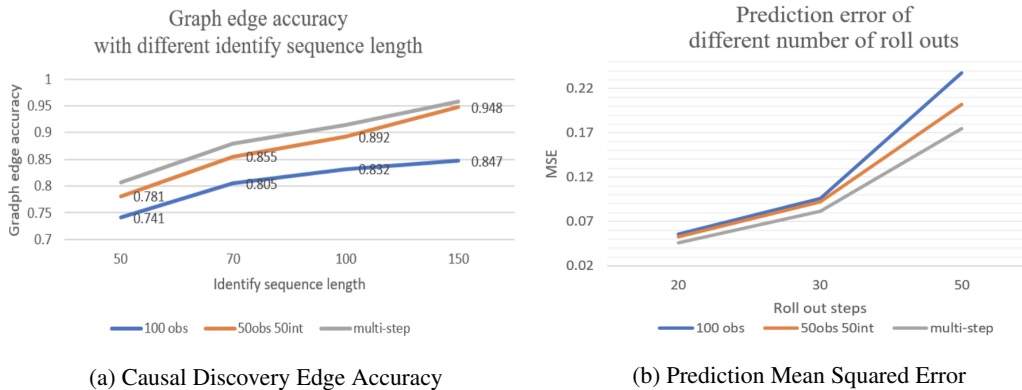 Graph edge accuracy
with different identify sequence length
Gradph edge accuracy
1
0.95
0.9
0.85
0.8
0.75
0.7
0.948
0.892
0.855
0.847
0.832
0.805
0.781
0.741
50 70 100 150
Identify sequence length
100 obs 50obs 50int multi-step
(a) Causal Discovery Edge Accuracy
Prediction error of
different number of roll outs
MSE
0.22
0.17
0.12
0.07
0.02
20 30 50
Roll out steps
100 obs 50obs 50int multi-step
(b) Prediction Mean Squared Error